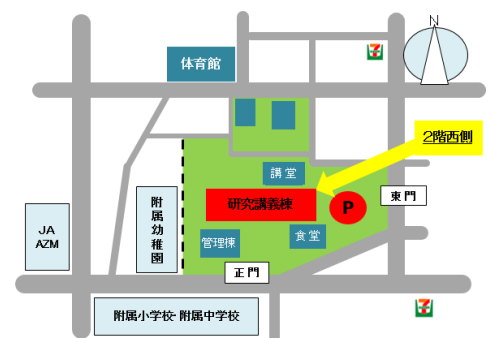 N
7
体育館
2階西側
講堂
東門
附属幼稚園
研究講義棟
P
JA
AZM
管理棟
食堂
正門
附属小学校・附属中学校
7